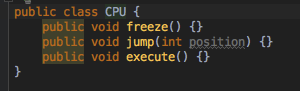 public class CPU {
    public void freeze() {}
    public void jump(int position) {}
    public void execute() {}
}